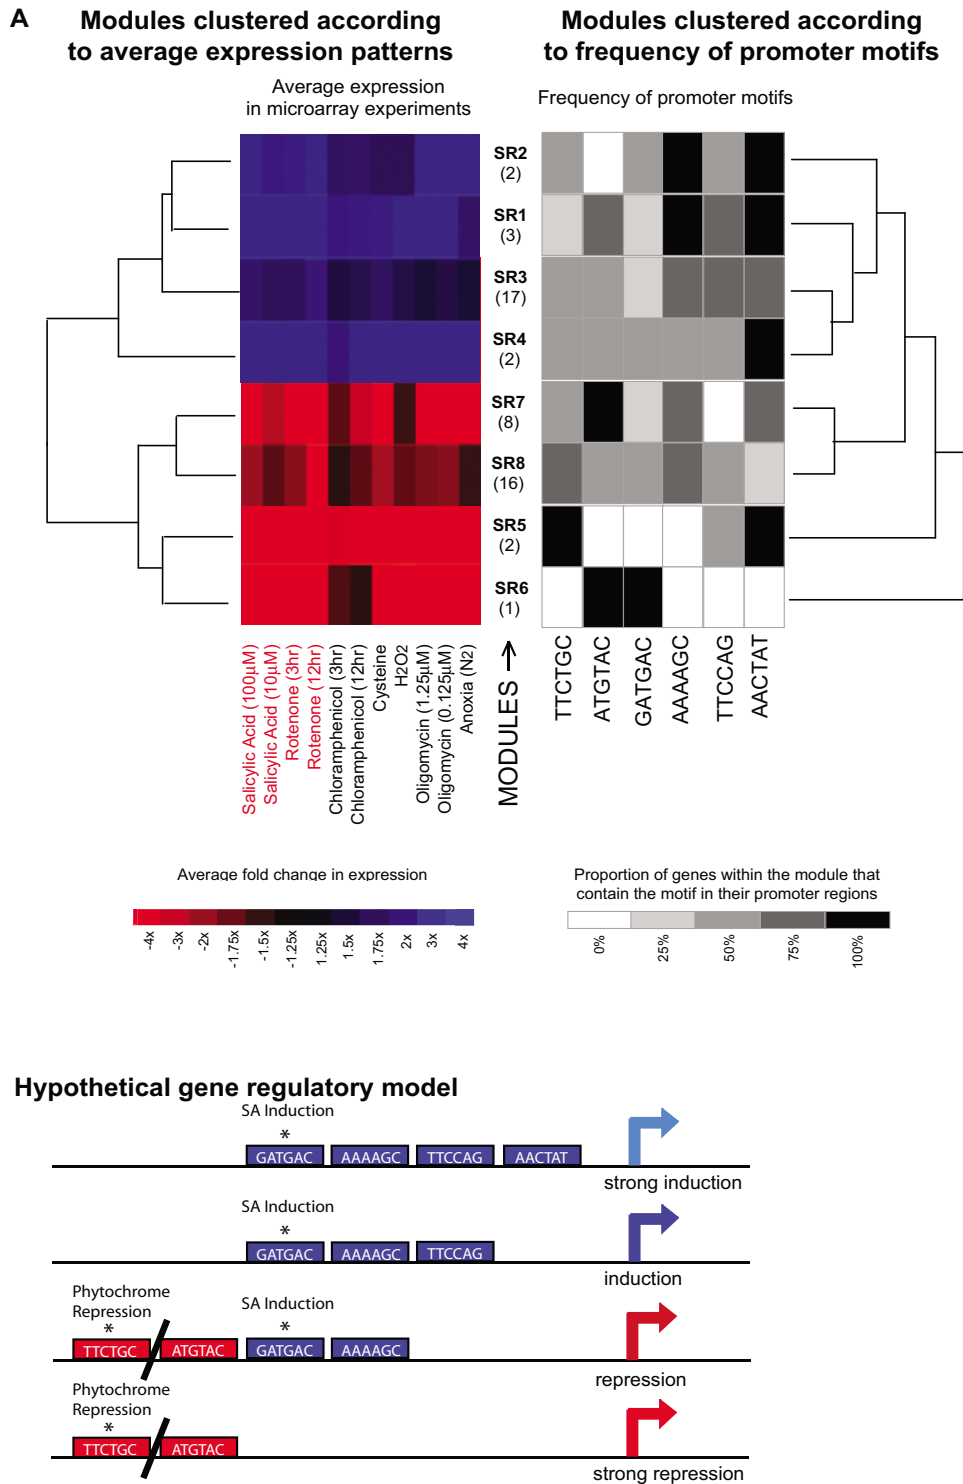 A
Modules clustered according
to average expression patterns
Modules clustered according
to frequency of promoter motifs
Average expression
in microarray experiments
Frequency of promoter motifs
SR2
(2)
SR1
(3)
SR3
(17)
SR4
(2)
SR7
(8)
SR8
(16)
SR5
(2)
SR6
(1)
Salicylic Acid (100µM)
Salicylic Acid (10µM)
Rotenone (3hr)
Rotenone (12hr)
Chloramphenicol (3hr)
Chloramphenicol (12hr)
Cysteine
H2O2
Oligomycin (1.25µM)
Oligomycin (0.125µM)
Anoxia (N2)
MODULES →
TTCTGC
ATGTAC
GATGAC
AAAAGC
TTCCAG
AACTAT
Average fold change in expression
-4x
-3x
-2x
-1.75x
-1.5x
-1.25x
1.25x
1.5x
1.75x
2x
3x
4x
Proportion of genes within the module that
contain the motif in their promoter regions
0%
25%
50%
75%
100%
Hypothetical gene regulatory model
SA Induction
*
GATGAC AAAAGC TTCCAG AACTAT
strong induction
SA Induction
*
GATGAC AAAAGC TTCCAG
induction
Phytochrome
Repression
SA Induction
* *
TTCTGC ATGTAC GATGAC AAAAGC
repression
Phytochrome
Repression
*
TTCTGC ATGTAC
strong repression